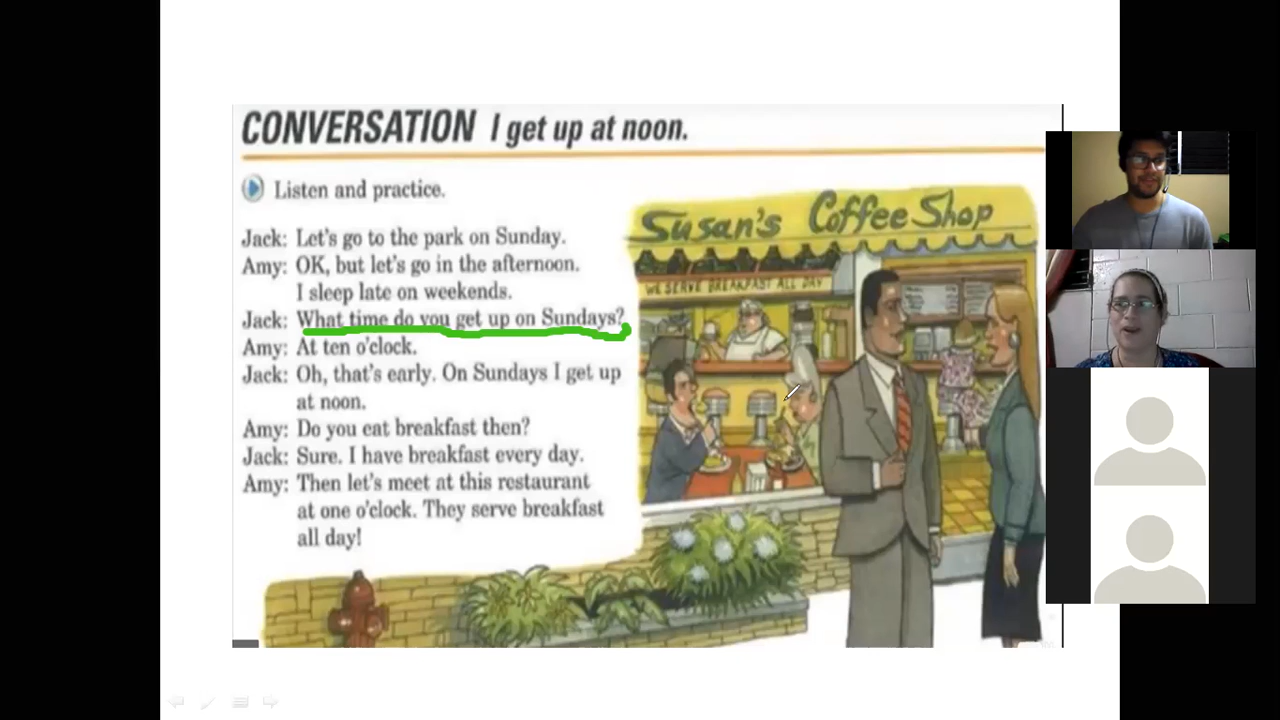 CONVERSATION I get up at noon.
Listen and practice.
Jack: Let's go to the park on Sunday.
Amy: OK, but let's go in the afternoon.
I sleep late on weekends.
Jack: What time do you get up on Sundays?
Amy: At ten o'clock.
Jack: Oh, that's early. On Sundays I get up
at noon.
Amy: Do you eat breakfast then?
Jack: Sure. I have breakfast every day.
Amy: Then let's meet at this restaurant
at one o'clock. They serve breakfast
all day!
Susan's Coffee Shop
WE SERVE BREAKFAST ALL DAY